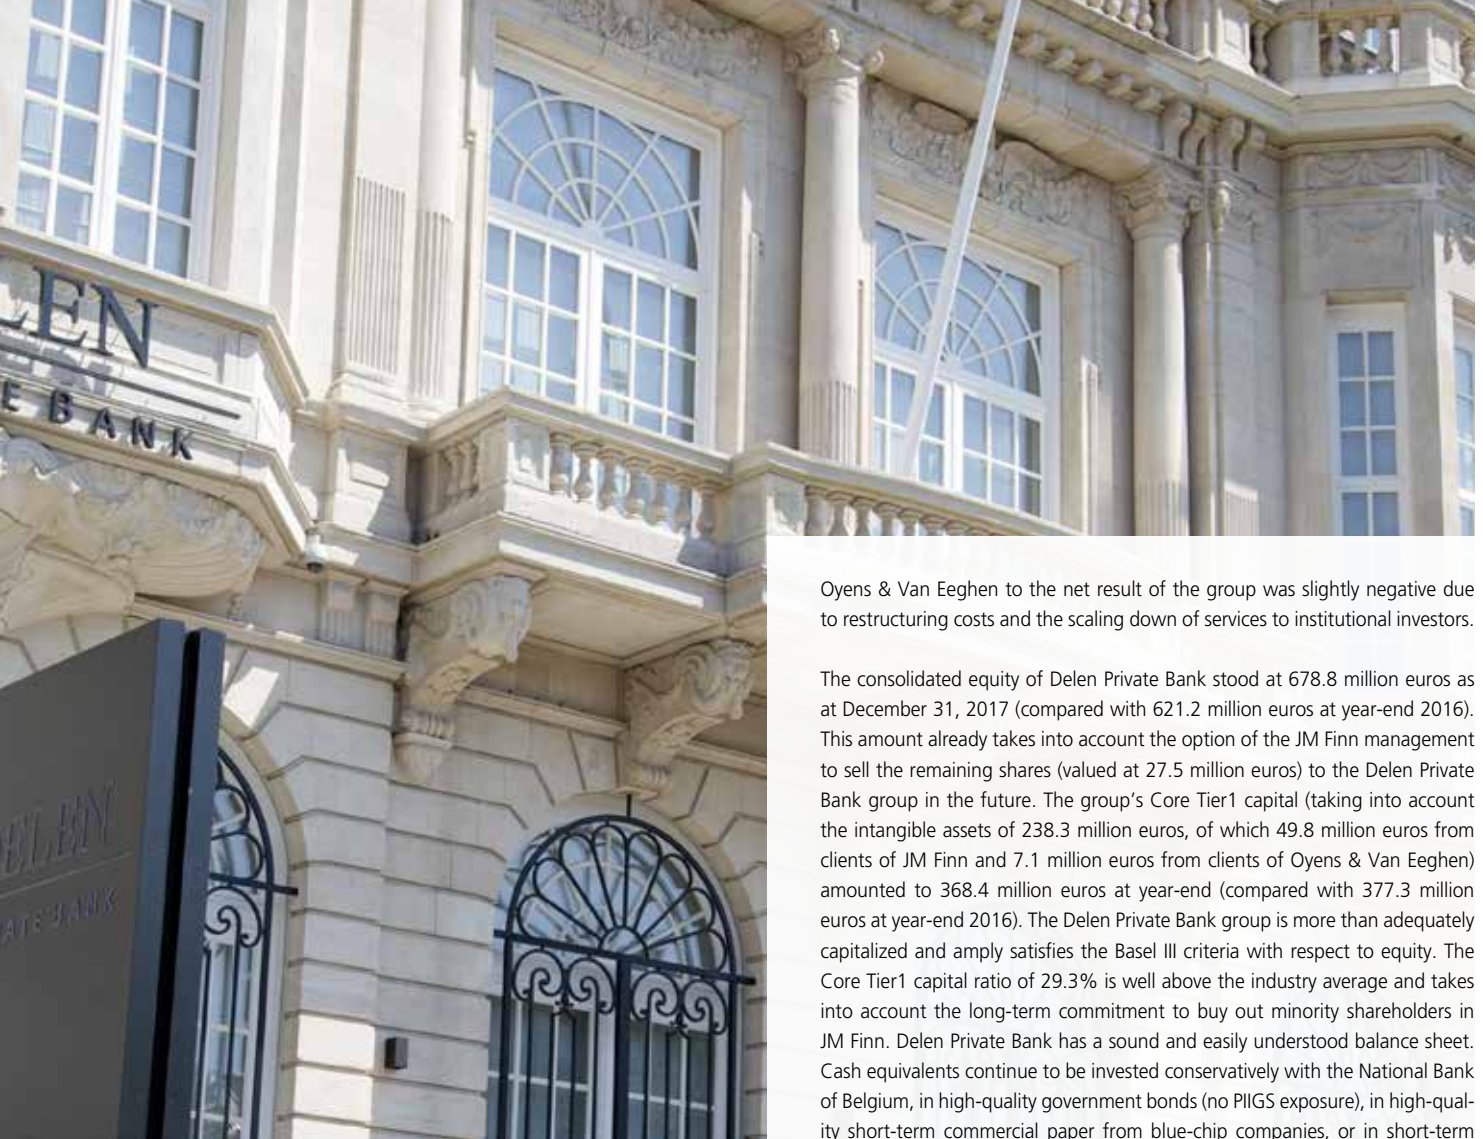 LEN
E BANK
DELEN
ATE BANK
Oyens & Van Eeghen to the net result of the group was slightly negative due
to restructuring costs and the scaling down of services to institutional investors.
The consolidated equity of Delen Private Bank stood at 678.8 million euros as
at December 31, 2017 (compared with 621.2 million euros at year-end 2016).
This amount already takes into account the option of the JM Finn management
to sell the remaining shares (valued at 27.5 million euros) to the Delen Private
Bank group in the future. The group's Core Tier1 capital (taking into account
the intangible assets of 238.3 million euros, of which 49.8 million euros from
clients of JM Finn and 7.1 million euros from clients of Oyens & Van Eeghen)
amounted to 368.4 million euros at year-end (compared with 377.3 million
euros at year-end 2016). The Delen Private Bank group is more than adequately
capitalized and amply satisfies the Basel III criteria with respect to equity. The
Core Tier1 capital ratio of 29.3% is well above the industry average and takes
into account the long-term commitment to buy out minority shareholders in
JM Finn. Delen Private Bank has a sound and easily understood balance sheet.
Cash equivalents continue to be invested conservatively with the National Bank
of Belgium, in high-quality government bonds (no PIIGS exposure), in high-qual-
ity short-term commercial paper from blue-chip companies, or in short-term